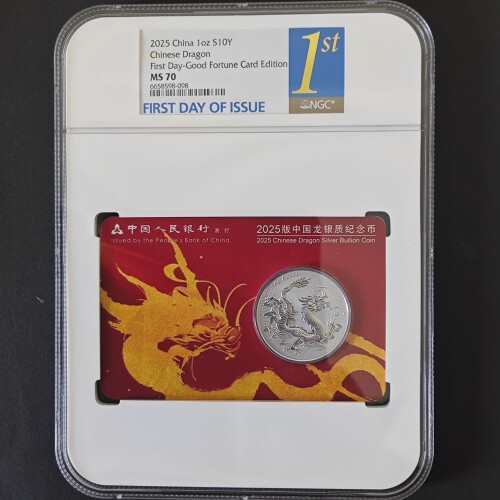 2025 China 1oz S10Y
Chinese Dragon
First Day-Good Fortune Card Edition
MS 70
6658598-098
FIRST DAY OF ISSUE
1st
NGC
中国人民银行 发行
Issued by the People's Bank of China
2025版中国龙银质纪念币
2025 Chinese Dragon Silver Bullion Coin